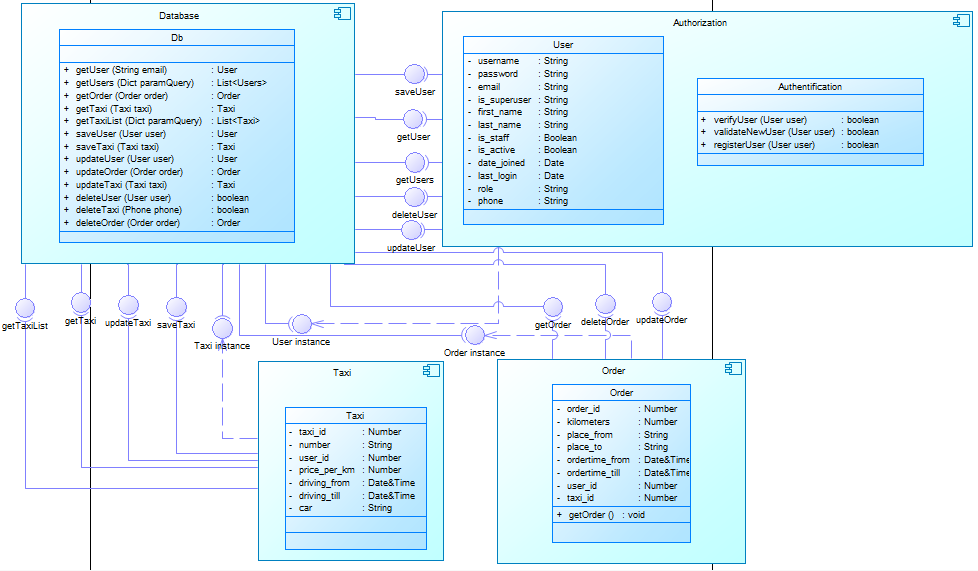 Database
Db
+ getUser (String email) : User
+ getUsers (Dict paramQuery) : List<Users>
+ getOrder (Order order) : Order
+ getTaxi (Taxi taxi) : Taxi
+ getTaxiList (Dict paramQuery) : List<Taxi>
+ saveUser (User user) : User
+ saveTaxi (Taxi taxi) : Taxi
+ updateUser (User user) : User
+ updateOrder (Order order) : Order
+ updateTaxi (Taxi taxi) : Taxi
+ deleteUser (User user) : boolean
+ deleteTaxi (Phone phone) : boolean
+ deleteOrder (Order order) : Order
saveUser
getUser
getUsers
deleteUser
updateUser
Authorization
User
- username : String
- password : String
- email : String
- is_superuser : String
- first_name : String
- last_name : String
- is_staff : Boolean
- is_active : Boolean
- date_joined : Date
- last_login : Date
- role : String
- phone : String
Authentification
+ verifyUser (User user) : boolean
+ validateNewUser (User user) : boolean
+ registerUser (User user) : boolean
getTaxiList
getTaxi
updateTaxi
saveTaxi
Taxi instance
User instance
Order instance
getOrder
deleteOrder
updateOrder
Taxi
Taxi
- taxi_id : Number
- number : String
- user_id : Number
- price_per_km : Number
- driving_from : Date&Time
- driving_till : Date&Time
- car : String
Order
Order
- order_id : Number
- kilometers : Number
- place_from : String
- place_to : String
- ordertime_from : Date&Time
- ordertime_till : Date&Time
- user_id : Number
- taxi_id : Number
+ getOrder () : void